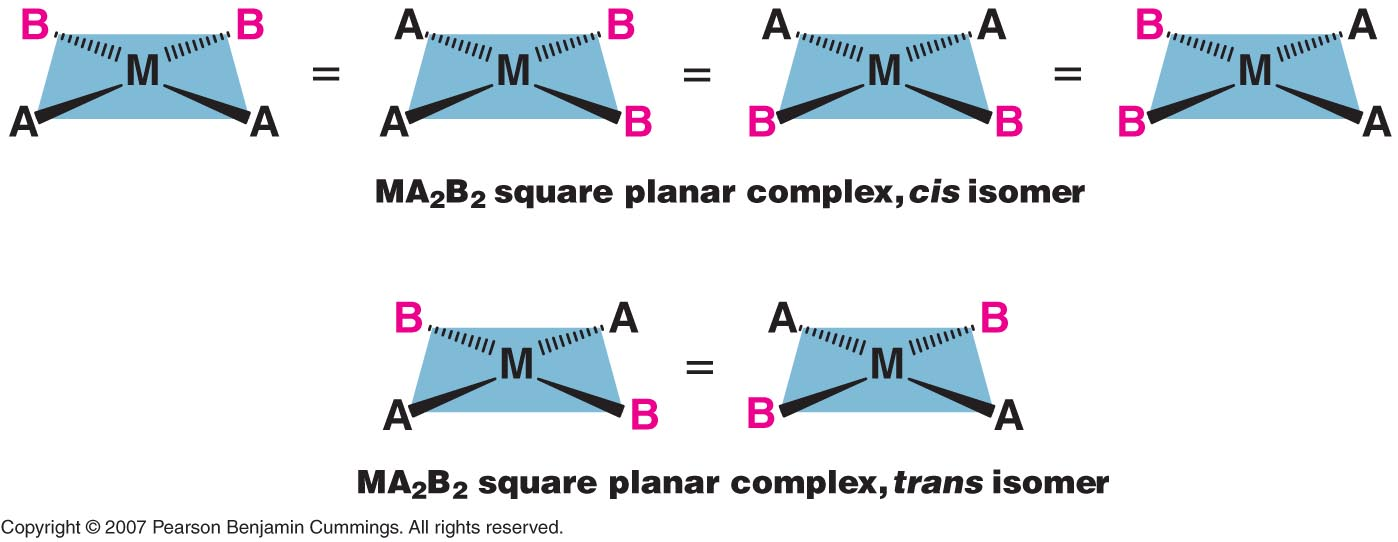 B B A B A A B A
M = M = M = M
A A A B B B B A
MA₂B₂ square planar complex, cis isomer
B A A B
M = M
A B B A
MA₂B₂ square planar complex, trans isomer
Copyright © 2007 Pearson Benjamin Cummings. All rights reserved.